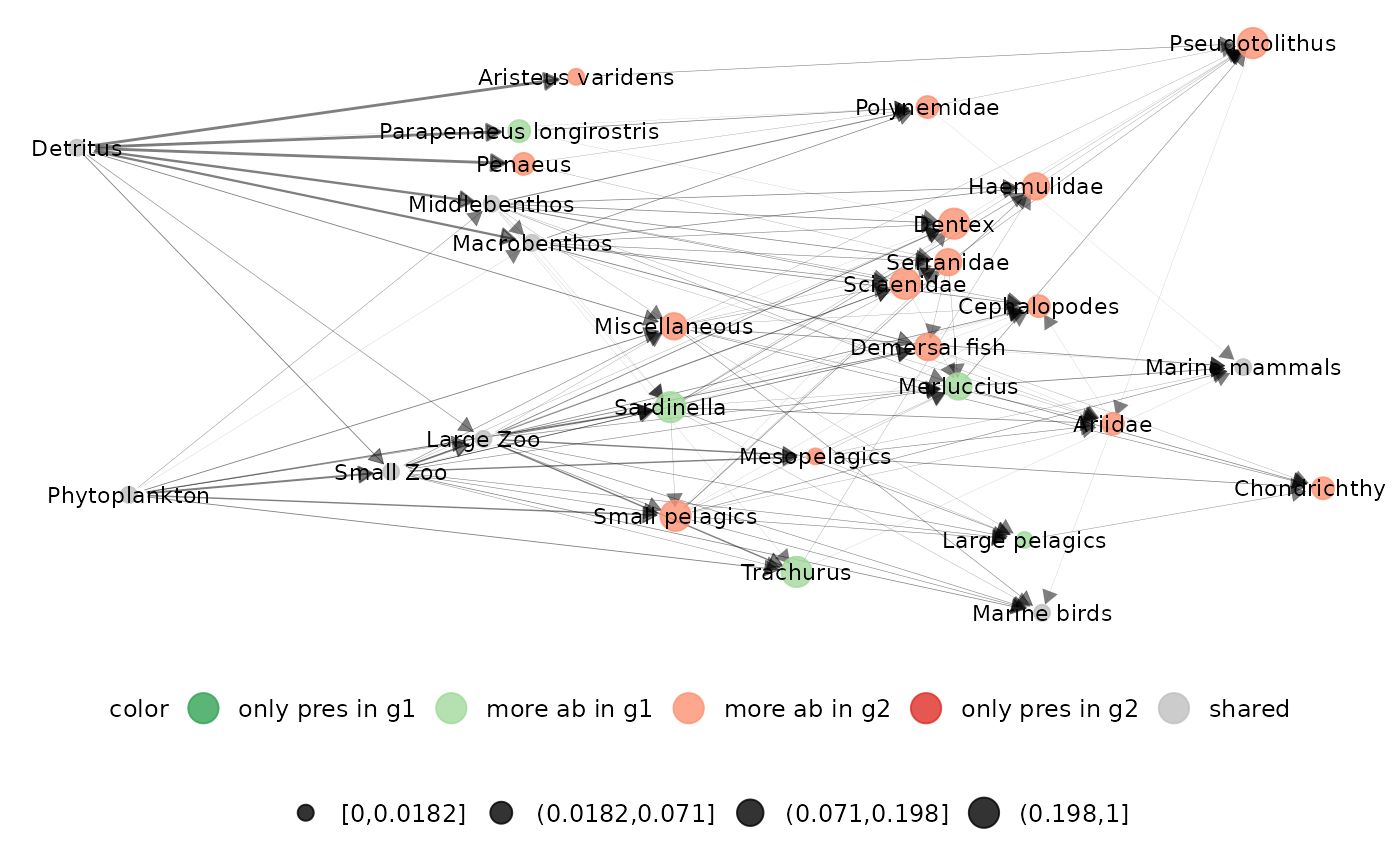 Pseudotolithus
Aristeus varidens
Polynemidae
Parapenaeus longirostris
Detritus
Penaeus
Haemulidae
Middlebenthos
Dentex
Macrobenthos
Serranidae
Sciaenidae
Cephalopodes
Miscellaneous
Demersal fish
Marine mammals
Merluccius
Sardinella
Ariidae
Large Zoo
Mesopelagics
Small Zoo
Chondrichthy
Phytoplankton
Small pelagics
Large pelagics
Trachurus
Marine birds
color only pres in g1 more ab in g1 more ab in g2 only pres in g2 shared
[0,0.0182] (0.0182,0.071] (0.071,0.198] (0.198,1]